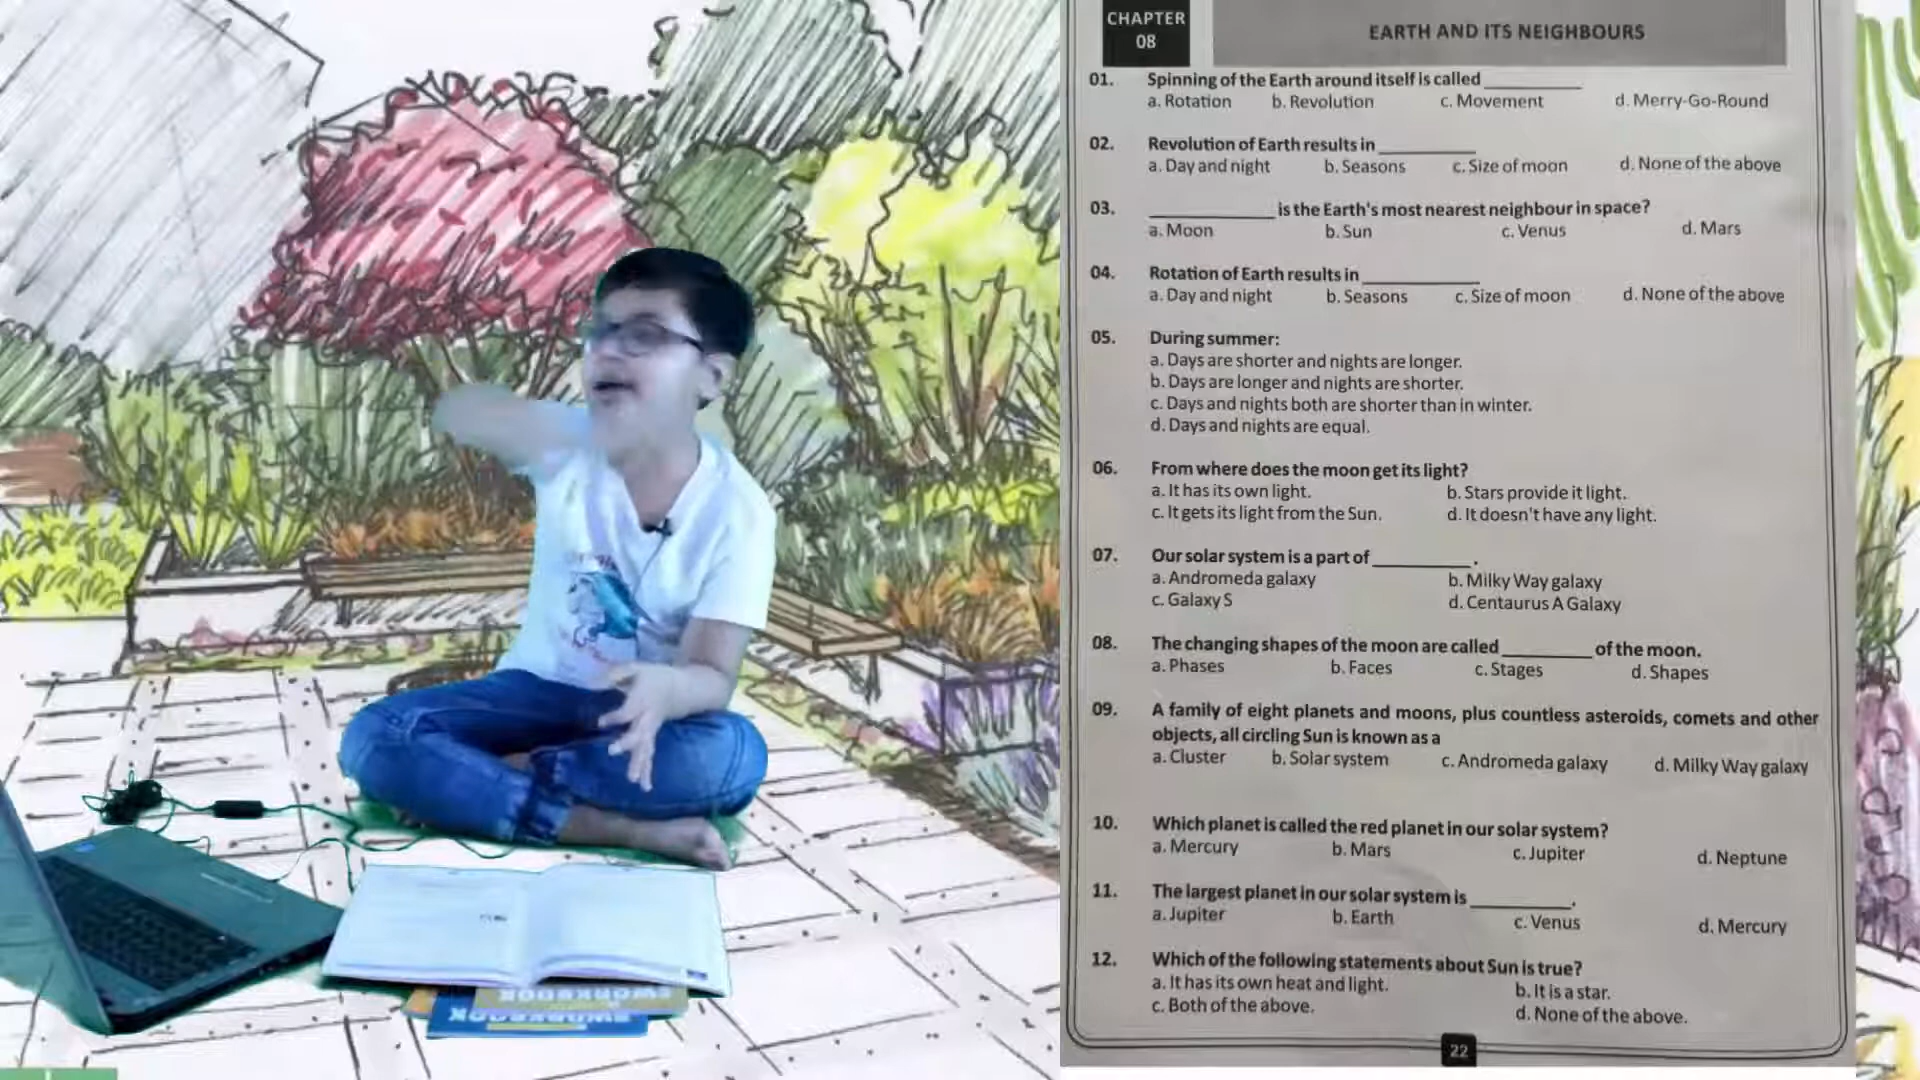 CHAPTER
08
EARTH AND ITS NEIGHBOURS
01. Spinning of the Earth around itself is called __________
a. Rotation b. Revolution c. Movement d. Merry-Go-Round
02. Revolution of Earth results in __________
a. Day and night b. Seasons c. Size of moon d. None of the above
03. __________ is the Earth's most nearest neighbour in space?
a. Moon b. Sun c. Venus d. Mars
04. Rotation of Earth results in __________
a. Day and night b. Seasons c. Size of moon d. None of the above
05. During summer:
a. Days are shorter and nights are longer.
b. Days are longer and nights are shorter.
c. Days and nights both are shorter than in winter.
d. Days and nights are equal.
06. From where does the moon get its light?
a. It has its own light. b. Stars provide it light.
c. It gets its light from the Sun. d. It doesn't have any light.
07. Our solar system is a part of __________.
a. Andromeda galaxy b. Milky Way galaxy
c. Galaxy S d. Centaurus A Galaxy
08. The changing shapes of the moon are called __________ of the moon.
a. Phases b. Faces c. Stages d. Shapes
09. A family of eight planets and moons, plus countless asteroids, comets and other
objects, all circling Sun is known as a
a. Cluster b. Solar system c. Andromeda galaxy d. Milky Way galaxy
10. Which planet is called the red planet in our solar system?
a. Mercury b. Mars c. Jupiter d. Neptune
11. The largest planet in our solar system is __________.
a. Jupiter b. Earth c. Venus d. Mercury
12. Which of the following statements about Sun is true?
a. It has its own heat and light. b. It is a star.
c. Both of the above. d. None of the above.
22
WORKBOOK
WORKBOOK